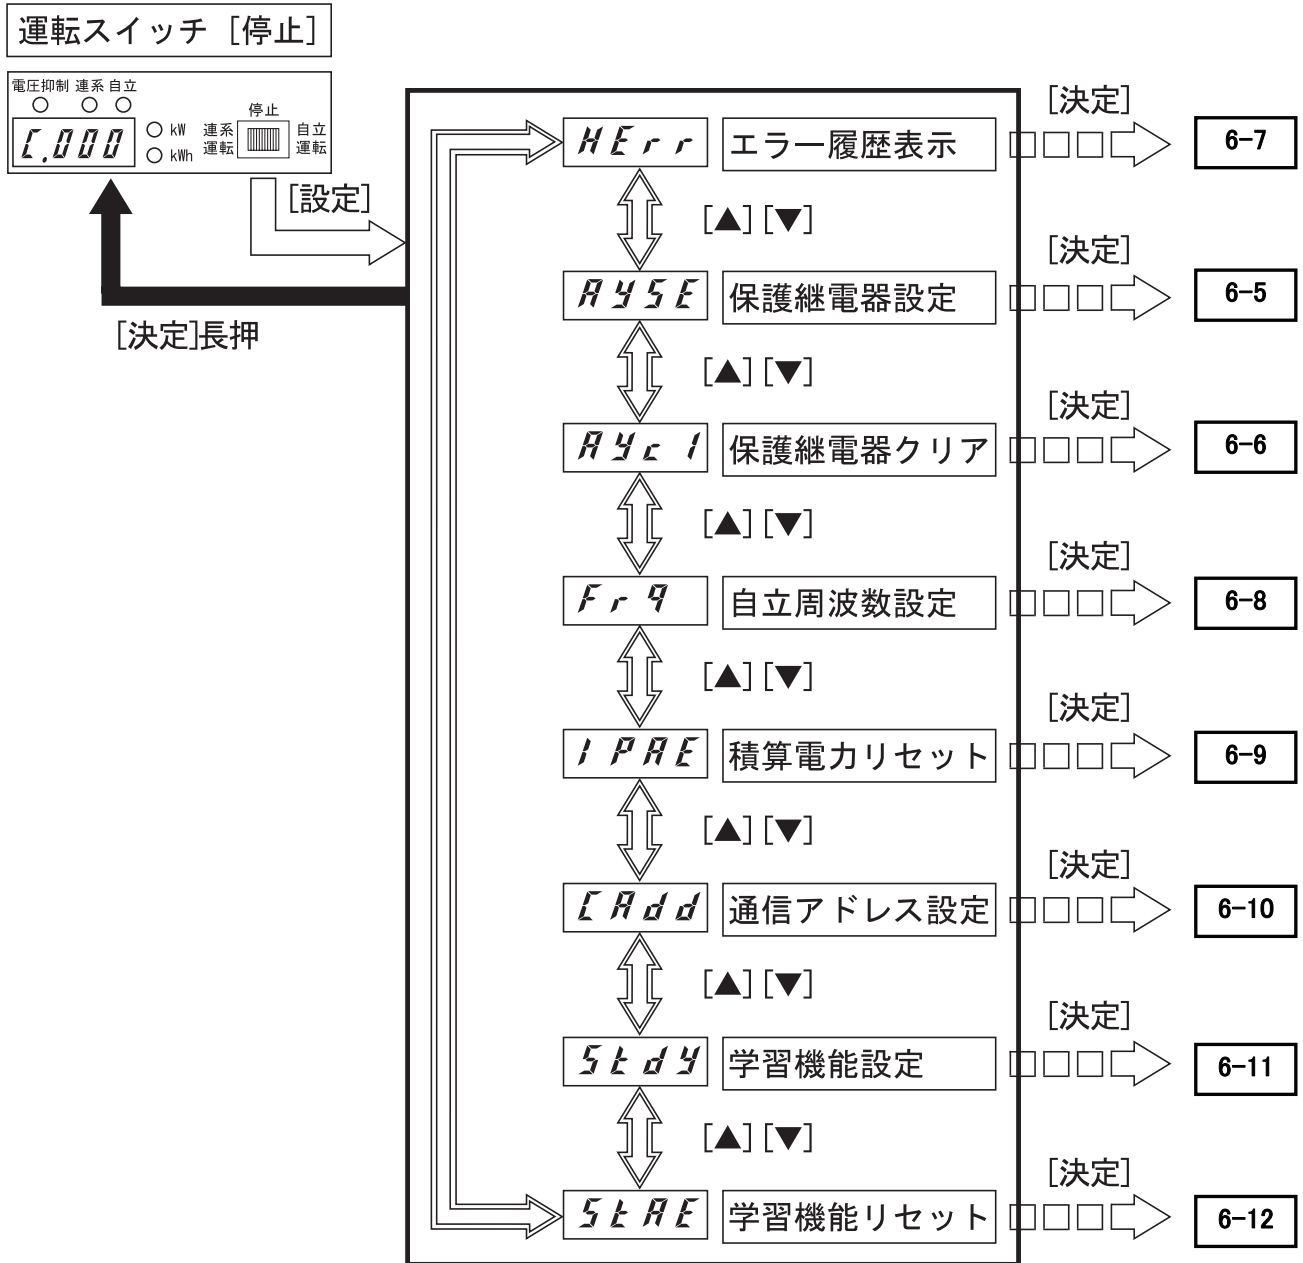 運転スイッチ［停止］
電圧抑制 連系 自立
停止
C.000
kW
kWh
連系運転
自立運転
[設定]
[決定]長押
HErr
エラー履歴表示
[決定]
6-7
[▲] [▼]
AYSE
保護継電器設定
[決定]
6-5
[▲] [▼]
AYc1
保護継電器クリア
[決定]
6-6
[▲] [▼]
Frq
自立周波数設定
[決定]
6-8
[▲] [▼]
IPAE
積算電力リセット
[決定]
6-9
[▲] [▼]
CAdd
通信アドレス設定
[決定]
6-10
[▲] [▼]
StdY
学習機能設定
[決定]
6-11
[▲] [▼]
StAE
学習機能リセット
[決定]
6-12